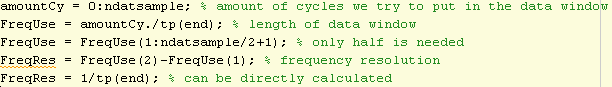 amountCy = 0:ndatsample; % amount of cycles we try to put in the data window
FreqUse = amountCy./tp(end); % length of data window
FreqUse = FreqUse(1:ndatsample/2+1); % only half is needed
FreqRes = FreqUse(2)-FreqUse(1); % frequency resolution
FreqRes = 1/tp(end); % can be directly calculated